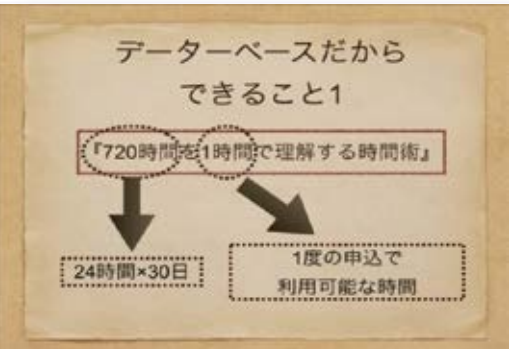 データーベースだから
できること1
『720時間を1時間で理解する時間術』
24時間×30日
1度の申込で
利用可能な時間